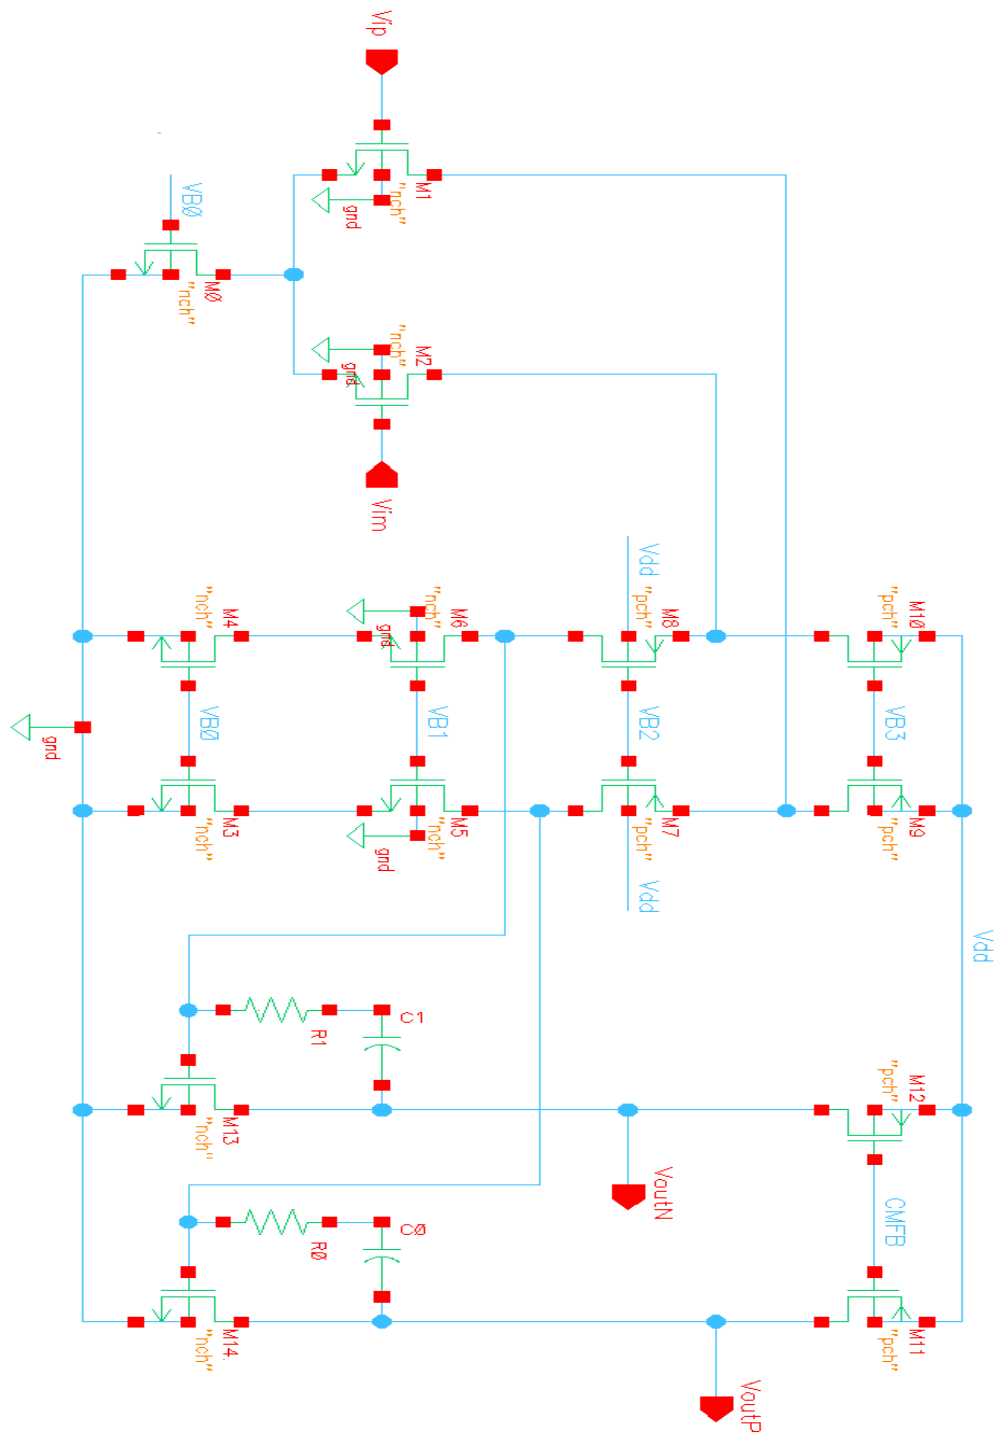 Vip
M1
"nch"
gnd
VB0
M0
"nch"
"nch"
M2
gnd
Vim
Vdd
"nch"
M4
"nch"
M6
gnd
"pch"
M8
"pch"
M10
VB0
VB1
VB2
VB3
gnd
M3
"nch"
M5
"nch"
gnd
M7
"pch"
M9
"pch"
Vdd
Vdd
R1
C1
M13
"nch"
M12
"pch"
VoutN
CMFB
R0
C0
M14
"nch"
M11
"pch"
VoutP